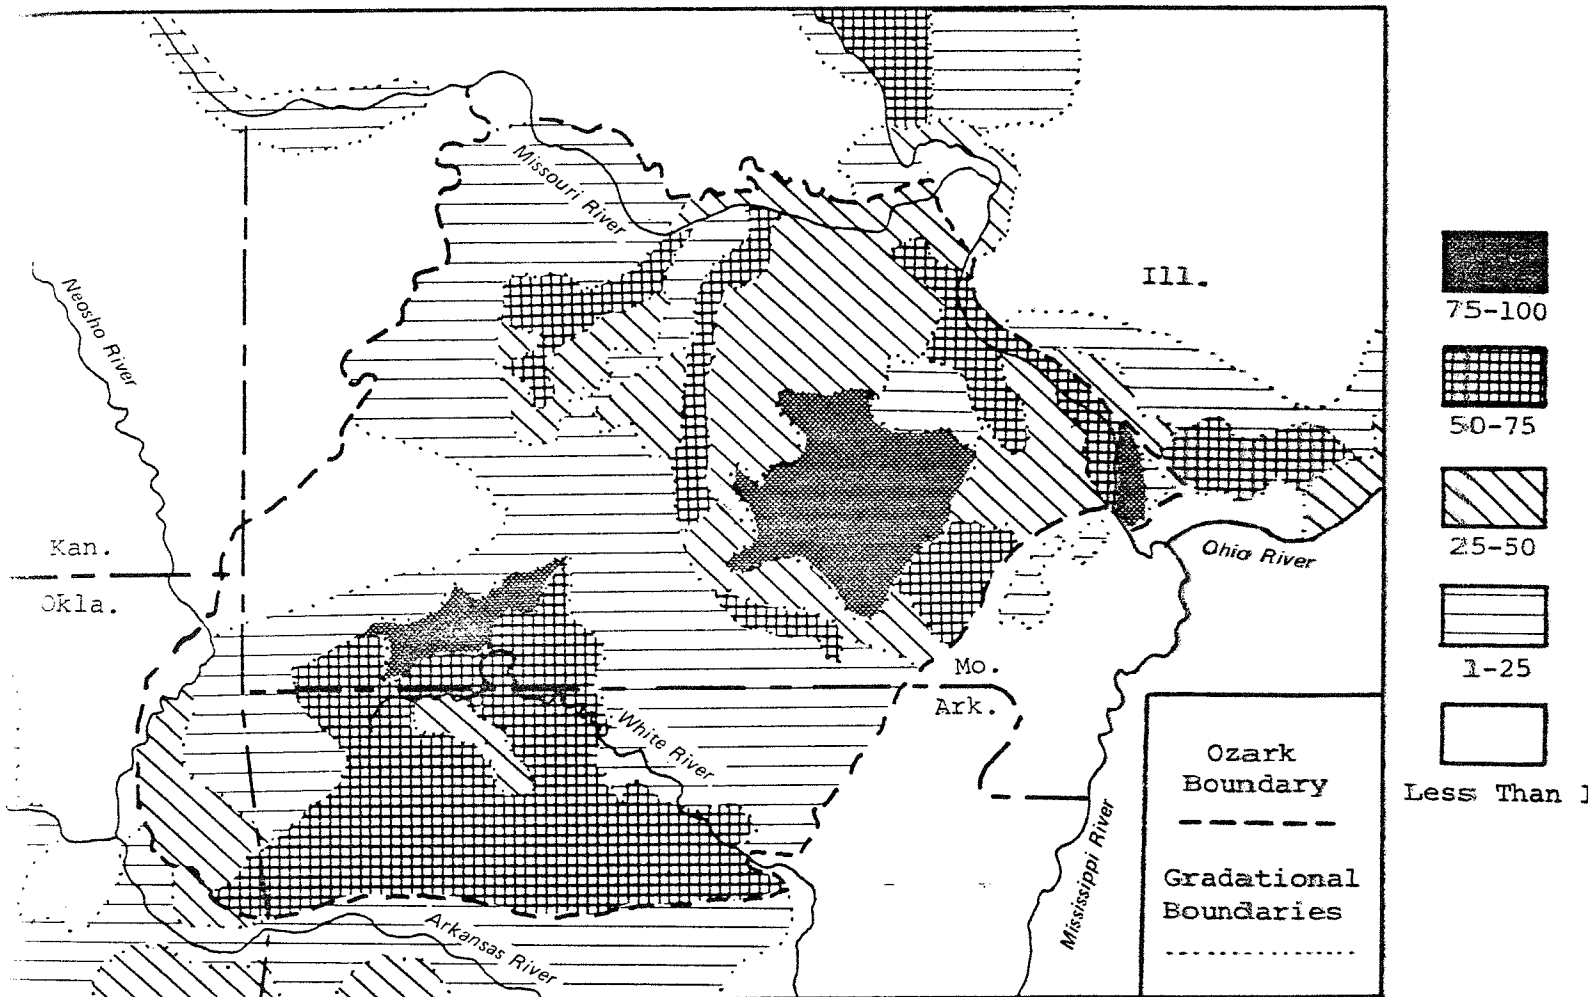 Missouri River
Neosho River
Ill.
Kan.
Okla.
Ohio River
Mo.
Ark.
White River
Mississippi River
Arkansas River
75-100
50-75
25-50
1-25
Less Than 1
Ozark
Boundary
Gradational
Boundaries